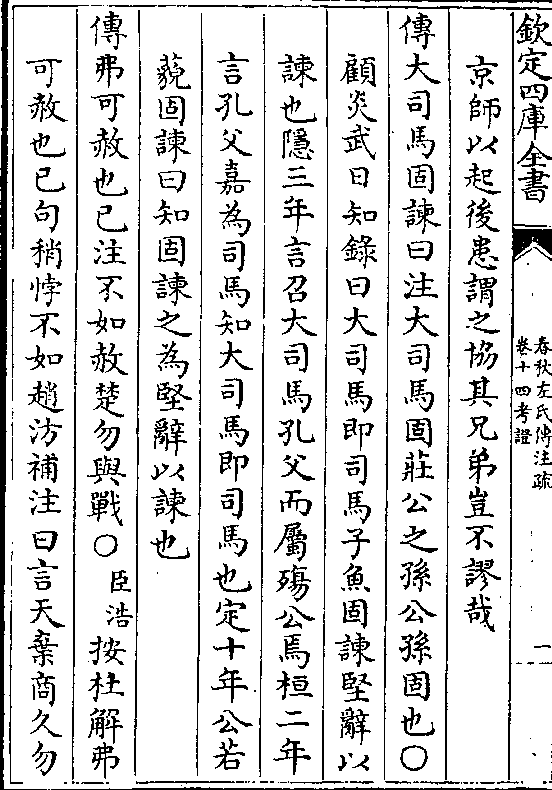 欽定四庫全書
春秋左氏傳注疏
卷十四考證
一
京師以起後患謂之協其兄弟豈不謬哉
傳大司馬固諫曰注大司馬固莊公之孫公孫固也〇
顧炎武日知錄曰大司馬即司馬子魚固諫堅辭以
諫也隱三年言召大司馬孔父而屬殤公焉桓二年
言孔父嘉為司馬知大司馬即司馬也定十年公若
藐固諫曰知固諫之為堅辭以諫也
傳弗可赦也已注不如赦楚勿與戰〇臣浩按杜解弗
可赦也已句稍悖不如趙汸補注曰言天棄商久勿